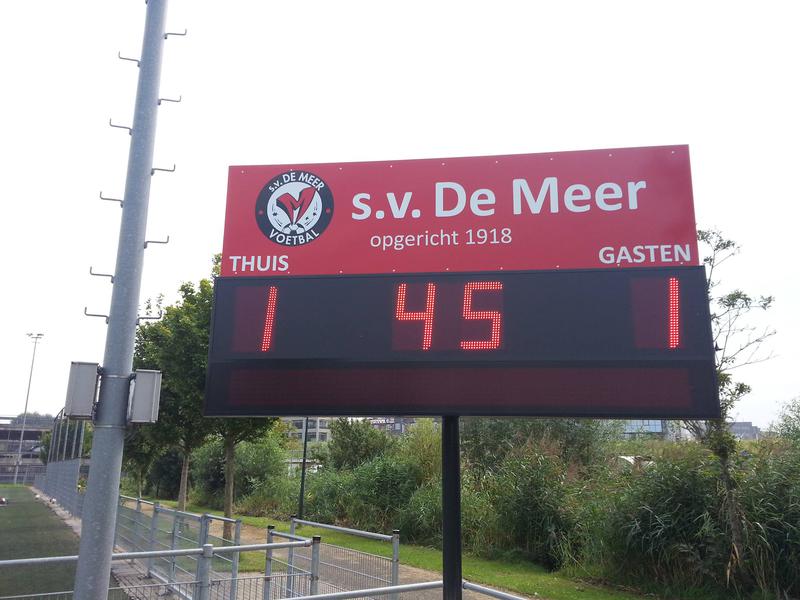 s.v. DE MEER
VOETBAL
s.v. De Meer
opgericht 1918
THUIS
GASTEN
1 45 1